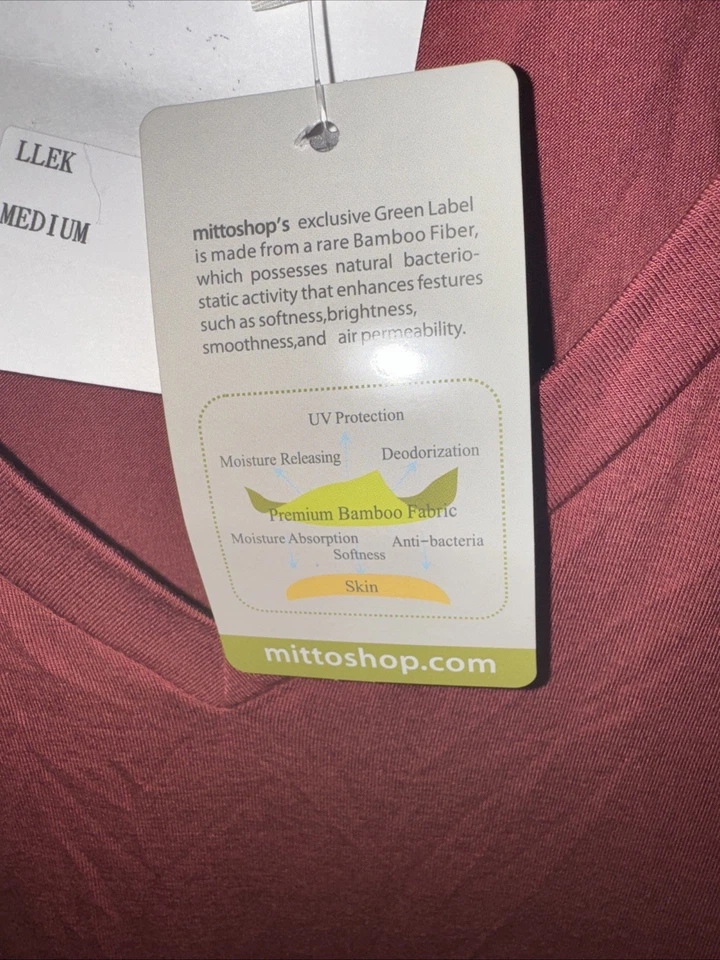 LLEK
MEDIUM
mittoshop's exclusive Green Label
is made from a rare Bamboo Fiber,
which possesses natural bacterio-
static activity that enhances festures
such as softness,brightness,
smoothness,and air permeability.
UV Protection
Moisture Releasing Deodorization
Premium Bamboo Fabric
Moisture Absorption Anti-bacteria
Softness
Skin
mittoshop.com